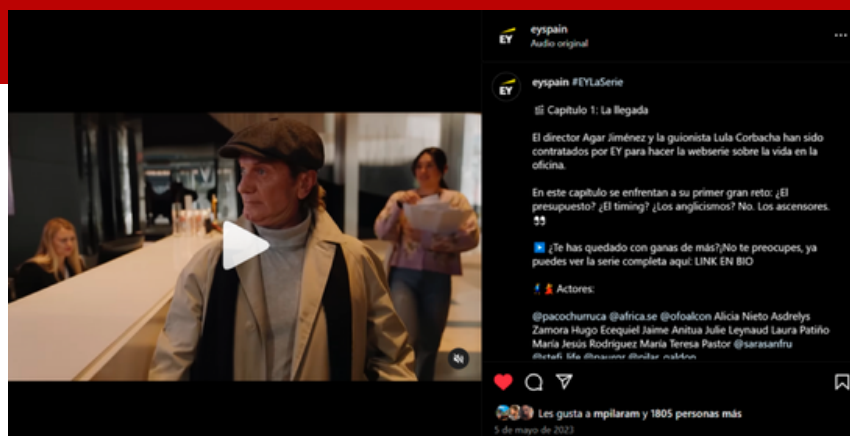 EY
eyspain
Audio original
EY
eyspain #EYLaSerie
Capítulo 1: La llegada
El director Agar Jiménez y la guionista Lula Corbacha han sido
contratados por EY para hacer la webserie sobre la vida en la
oficina.
En este capítulo se enfrentan a su primer gran reto: ¿El
presupuesto? ¿El timing? ¿Los anglicismos? No. Los ascensores.
¿Te has quedado con ganas de más?¡No te preocupes, ya
puedes ver la serie completa aquí: LINK EN BIO
Actores:
@pacochurruca @africa.se @ofoalcon Alicia Nieto Asdrelys
Zamora Hugo Ecequiel Jaime Anitua Julie Leynaud Laura Patiño
María Jesús Rodríguez María Teresa Pastor @sarasanfru
Les gusta a mpilaram y 1805 personas más
5 de mayo de 2023